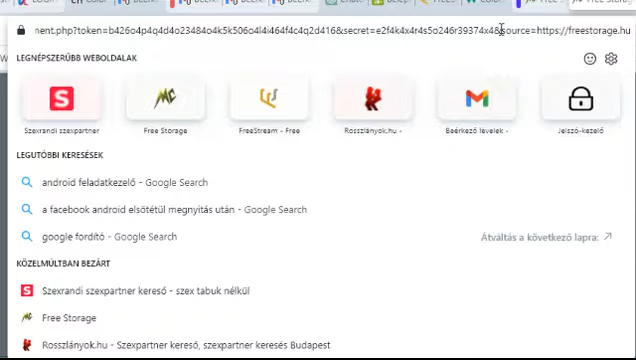 ment.php?token=b426o4p4q4d4o23484o4k5k506o4l4i464f4c4q2d416&secret=e2f4k4x4r4s5o246r39374x46&source=https://freestorage.hu
LEGNÉPSZERŰBB WEBOLDALAK
Szexrandi szexpartner
Free Storage
FreeStream - Free
Rosszlányok.hu -
Beérkező levelek -
Jelszó-kezelő
LEGUTÓBBI KERESÉSEK
android feladatkezelő - Google Search
a facebook android elsötétül megnyitás után - Google Search
google fordító - Google Search
Átváltás a következő lapra:
KÖZELMÚLTBAN BEZÁRT
Szexrandi szexpartner kereső - szex tabuk nélkül
Free Storage
Rosszlányok.hu - Szexpartner kereső, szexpartner keresés Budapest